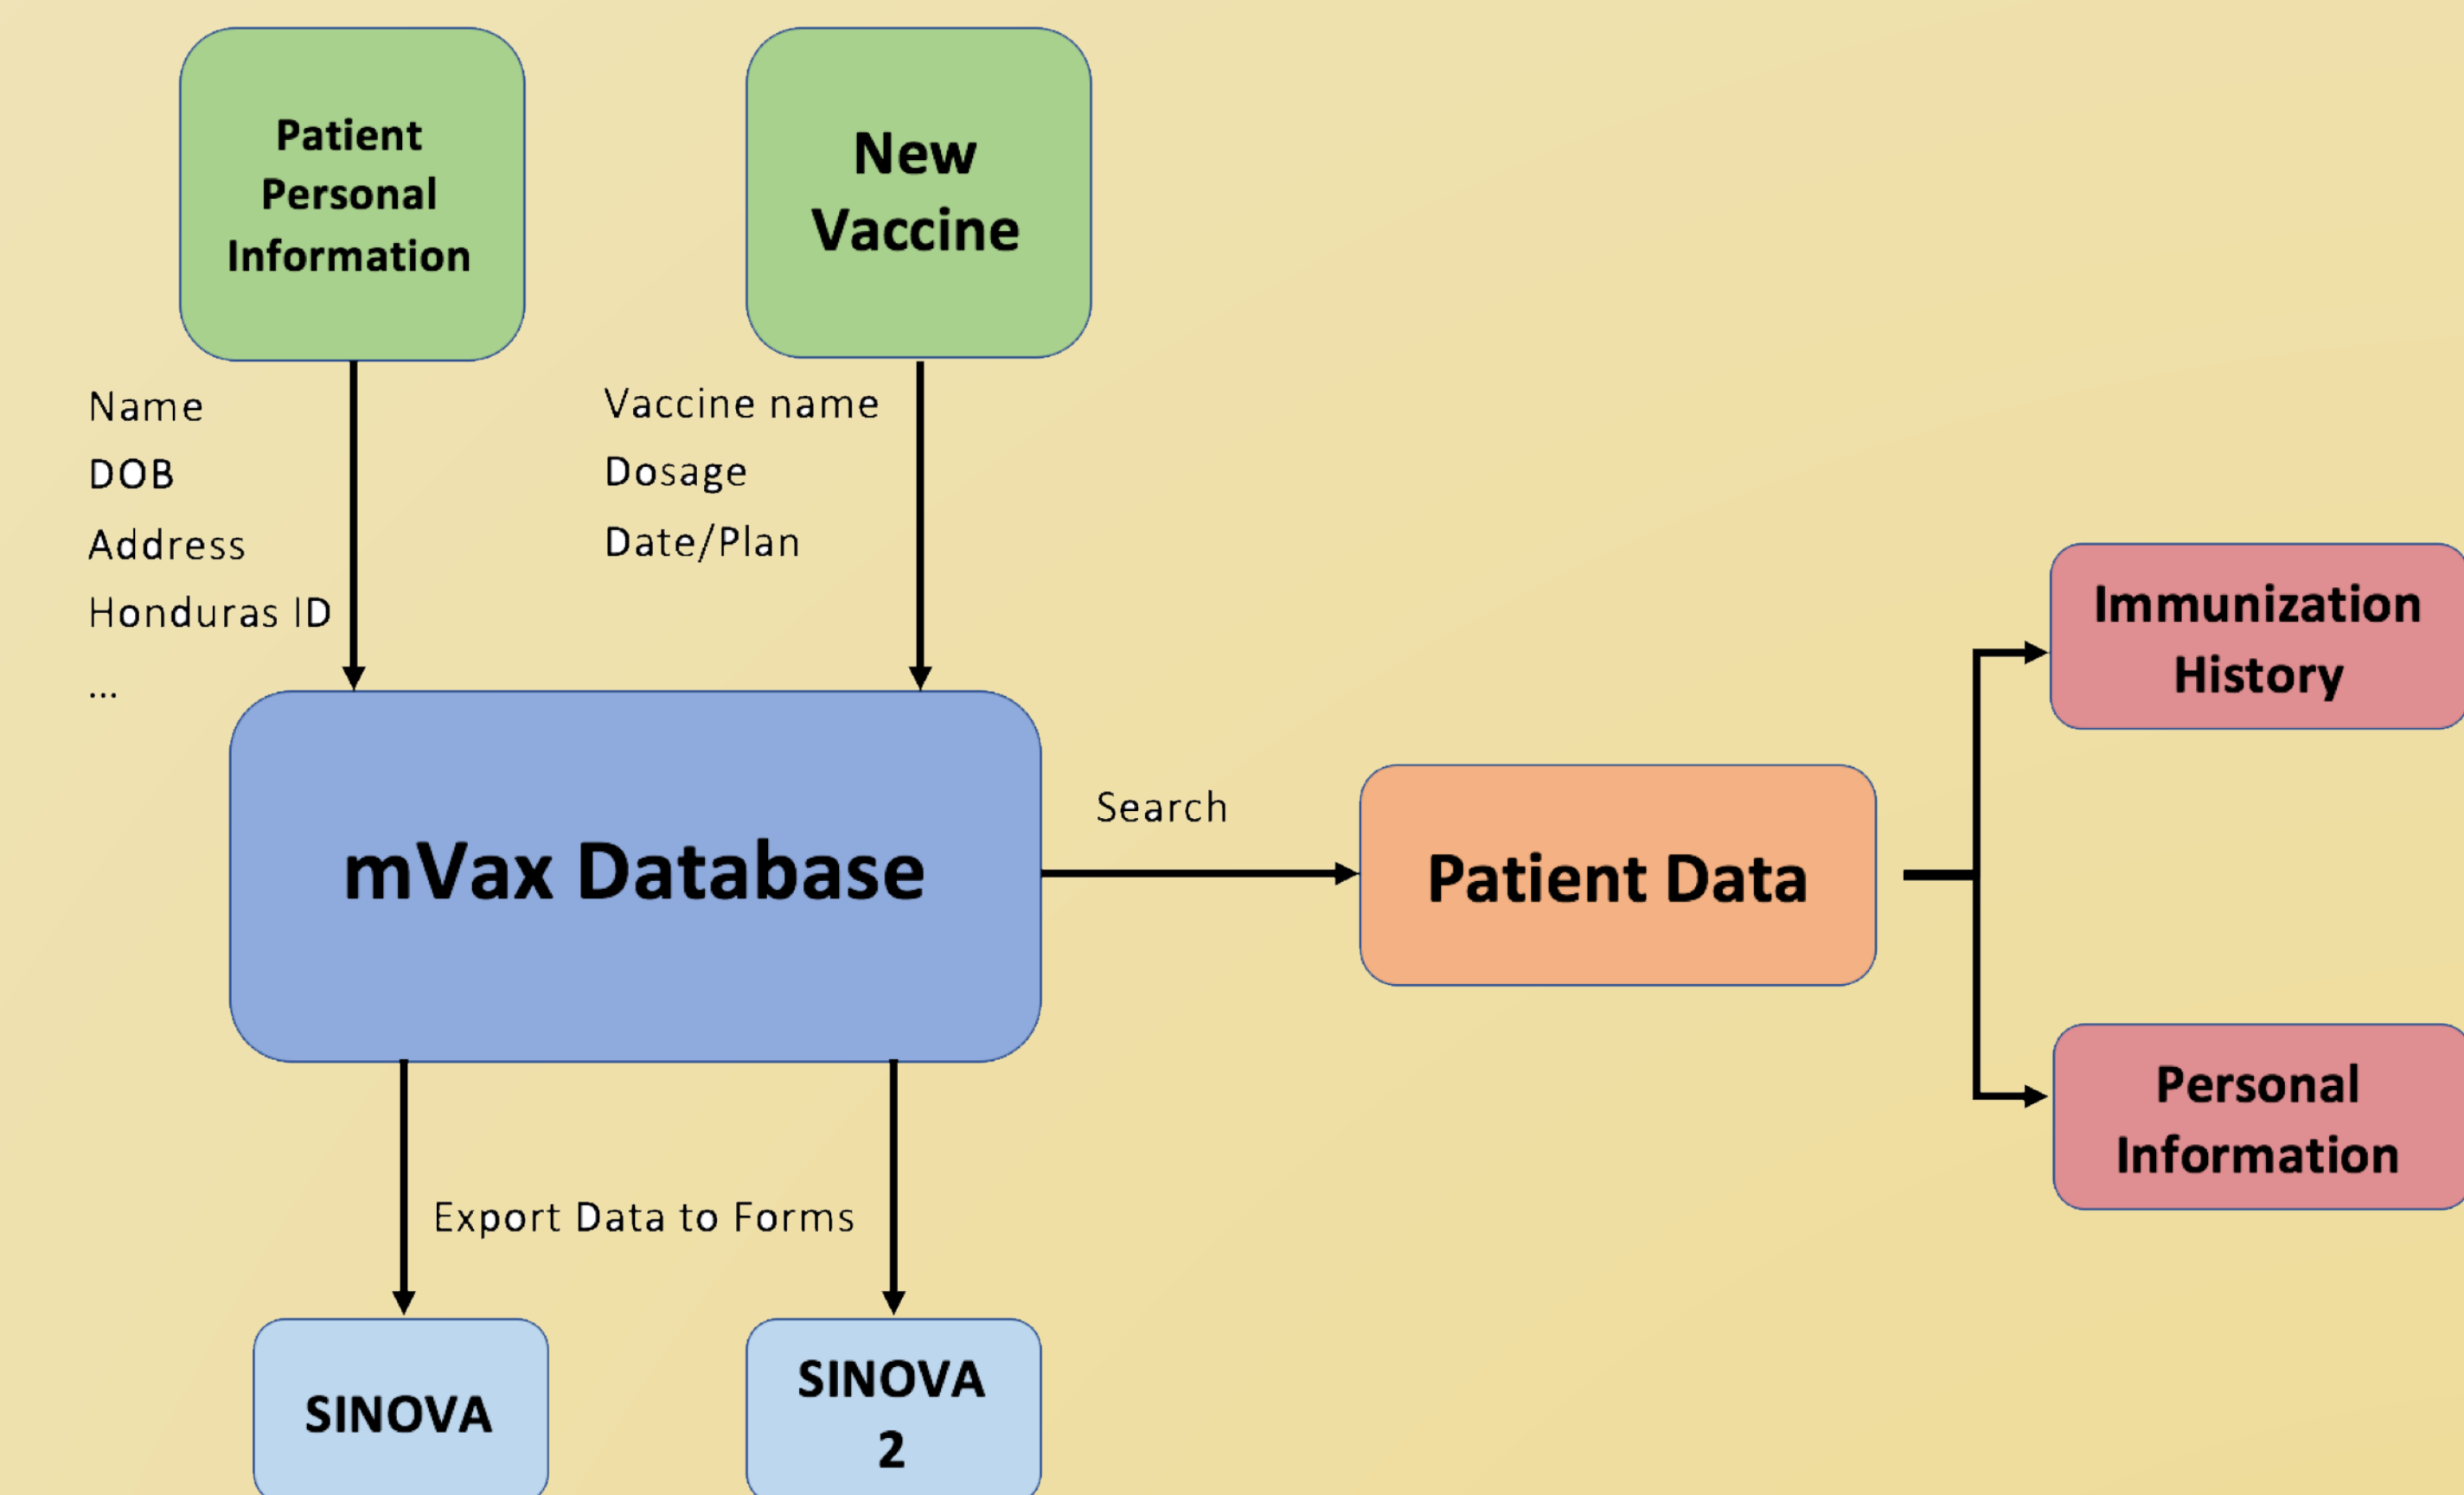 Patient
Personal
Information
New
Vaccine
Name
DOB
Address
Honduras ID
...
Vaccine name
Dosage
Date/Plan
mVax Database
Search
Patient Data
Immunization
History
Personal
Information
Export Data to Forms
SINOVA
SINOVA
2